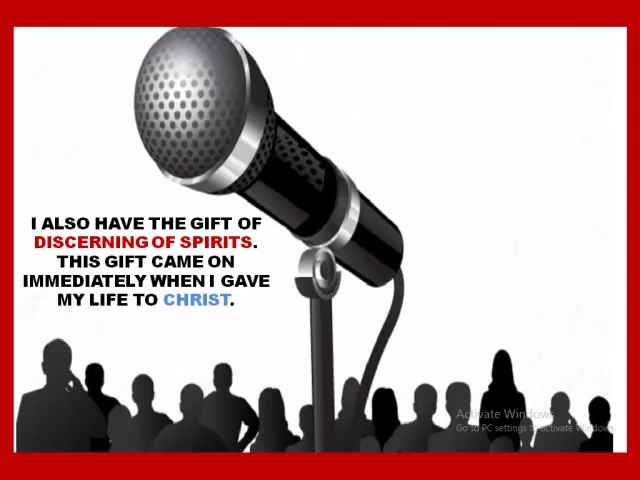 I ALSO HAVE THE GIFT OF
DISCERNING OF SPIRITS.
THIS GIFT CAME ON
IMMEDIATELY WHEN I GAVE
MY LIFE TO CHRIST.
Activate Windows
Go to PC settings to activate Windows.